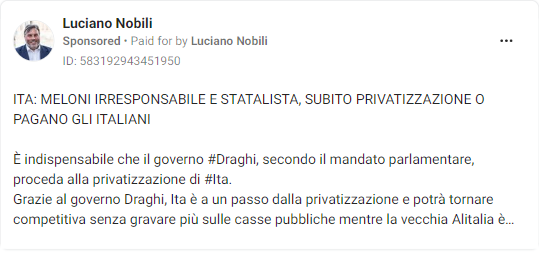 Luciano Nobili
Sponsored • Paid for by Luciano Nobili
ID: 583192943451950
ITA: MELONI IRRESPONSABILE E STATALISTA, SUBITO PRIVATIZZAZIONE O
PAGANO GLI ITALIANI
È indispensabile che il governo #Draghi, secondo il mandato parlamentare,
proceda alla privatizzazione di #Ita.
Grazie al governo Draghi, Ita è a un passo dalla privatizzazione e potrà tornare
competitiva senza gravare più sulle casse pubbliche mentre la vecchia Alitalia è…